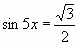 sin 5x = √3/2